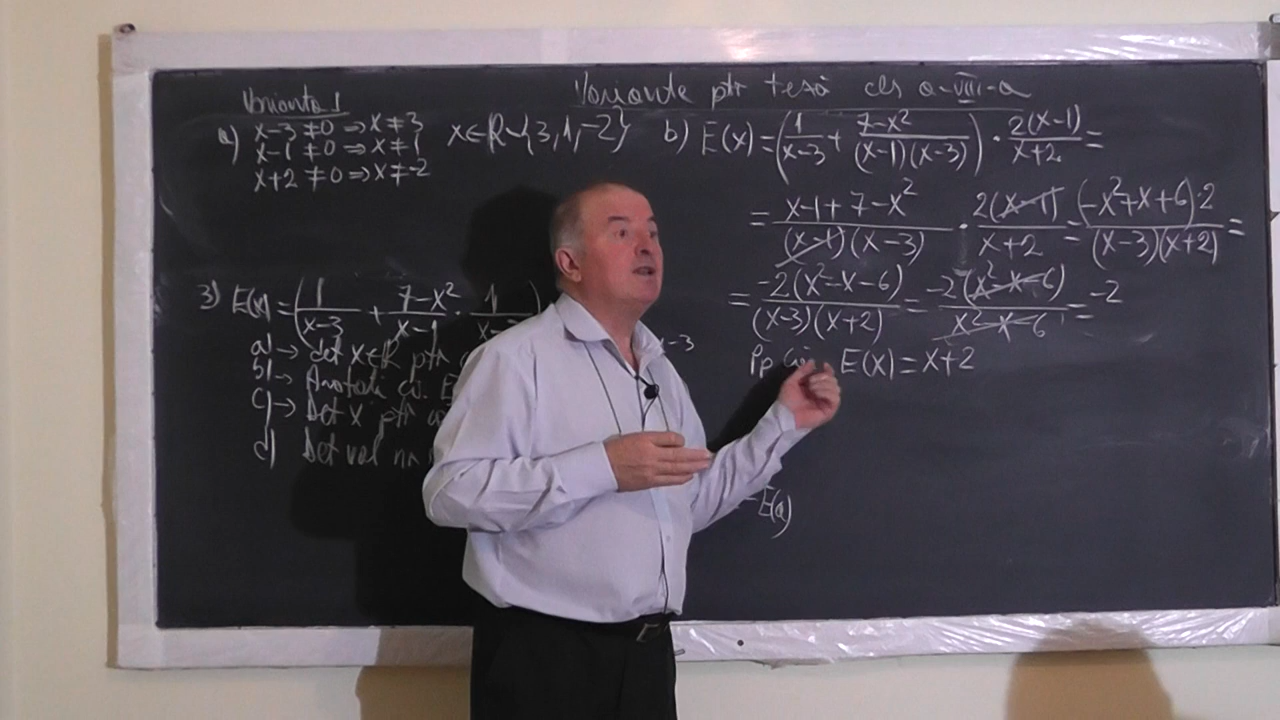 Variante ptr teză cls a-VIII-a
Varianta 1
a) x-3≠0 ⇒ x≠3
x-1≠0 ⇒ x≠1
x+2≠0 ⇒ x≠-2
x∈R-{3,1,-2}
b) E(x)=(1/(x-3) + (7-x²)/((x-1)(x-3))) · 2(x-1)/(x+2) =
= (x-1+7-x²)/((x-1)(x-3)) · 2(x-1)/(x+2) = (-x²+x+6)·2/((x-3)(x+2)) =
= -2(x²-x-6)/((x-3)(x+2)) = -2(x²-x-6)/(x²-x-6) = -2
E(x)=x+2
3) E(x)=(1/(x-3) + (7-x²)/(x-1) · 1/
a) → det x∈R ptr
b) →
c) → Det x ptr
d) Det val
-3
E(a)